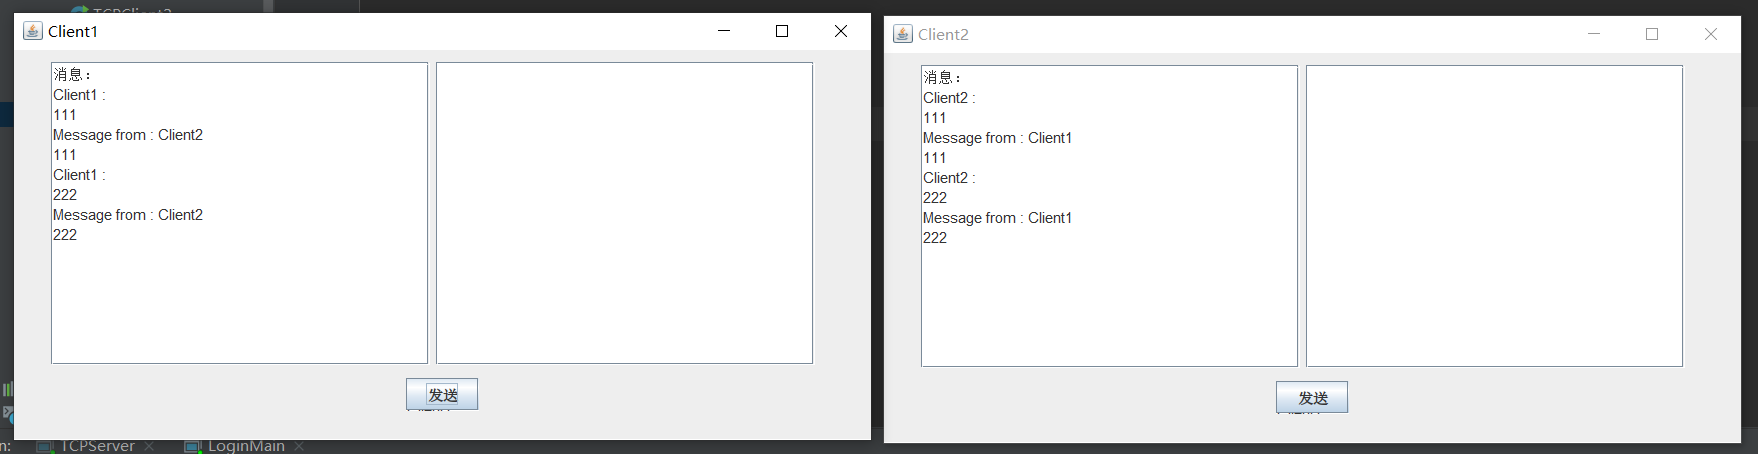 TCPClient2
Client1
消息：
Client1 :
111
Message from : Client2
111
Client1 :
222
Message from : Client2
222
发送
Client2
消息：
Client2 :
111
Message from : Client1
111
Client2 :
222
Message from : Client1
222
发送
n:
TCPServer
LoginMain